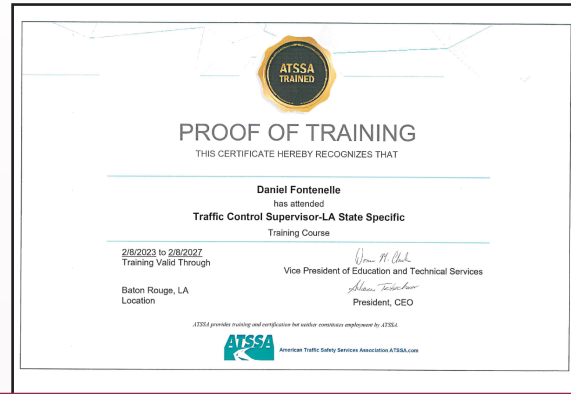 ATSSA
TRAINED
PROOF OF TRAINING
THIS CERTIFICATE HEREBY RECOGNIZES THAT
Daniel Fontenelle
has attended
Traffic Control Supervisor-LA State Specific
Training Course
2/8/2023 to 2/8/2027
Training Valid Through
Vice President of Education and Technical Services
Baton Rouge, LA
Location
President, CEO
ATSSA provides training and certification but neither constitutes employment by ATSSA
ATSSA
American Traffic Safety Services Association ATSSA.com